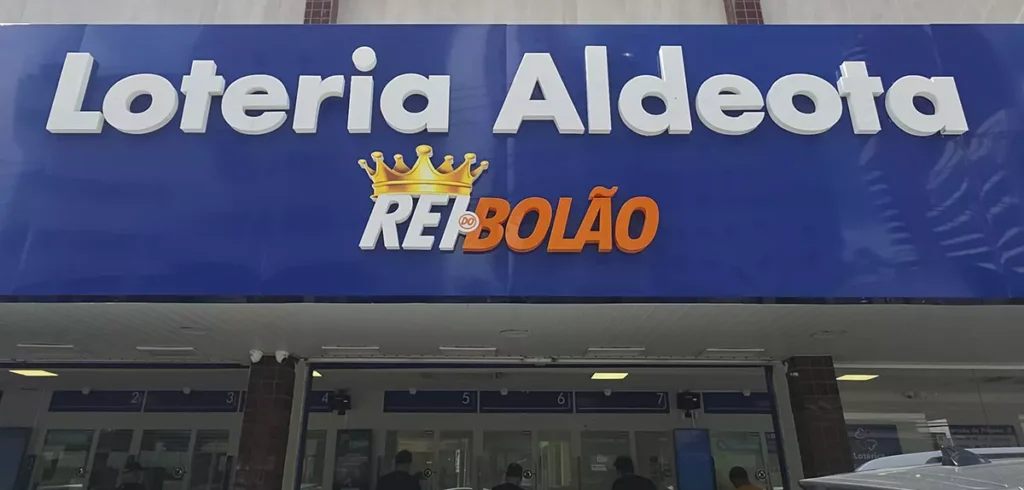 Loteria Aldeota
REI DO BOLÃO
2 3 4 5 6 7